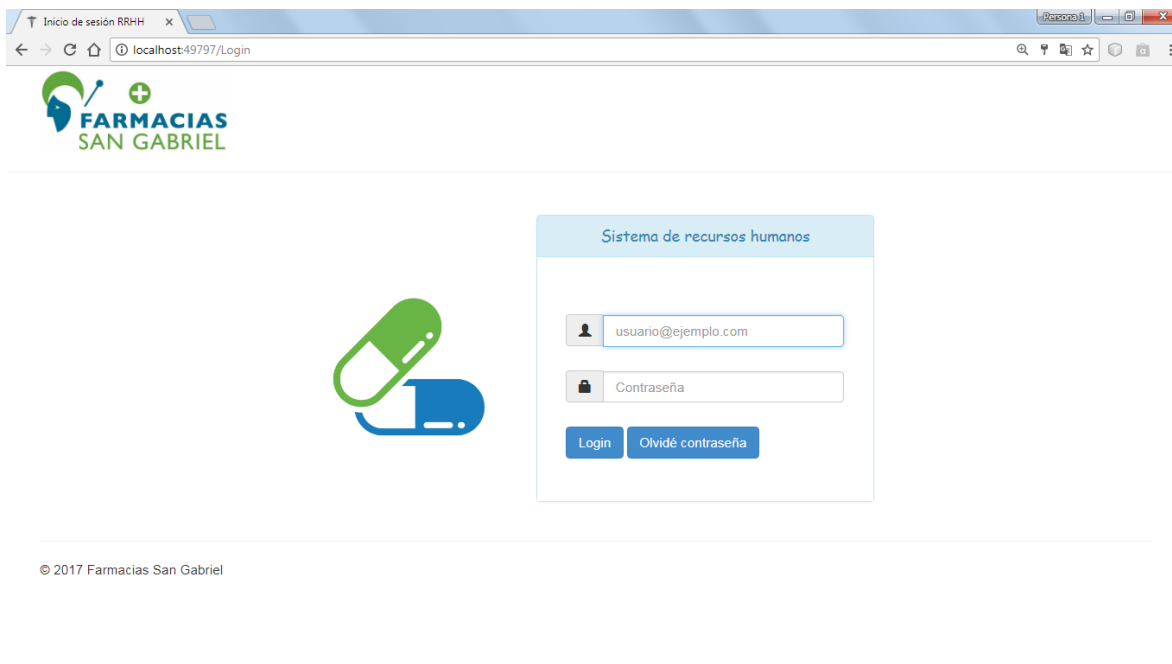 Inicio de sesión RRHH
Persona 1
localhost:49797/Login
FARMACIAS
SAN GABRIEL
Sistema de recursos humanos
usuario@ejemplo.com
Contraseña
Login Olvidé contraseña
© 2017 Farmacias San Gabriel